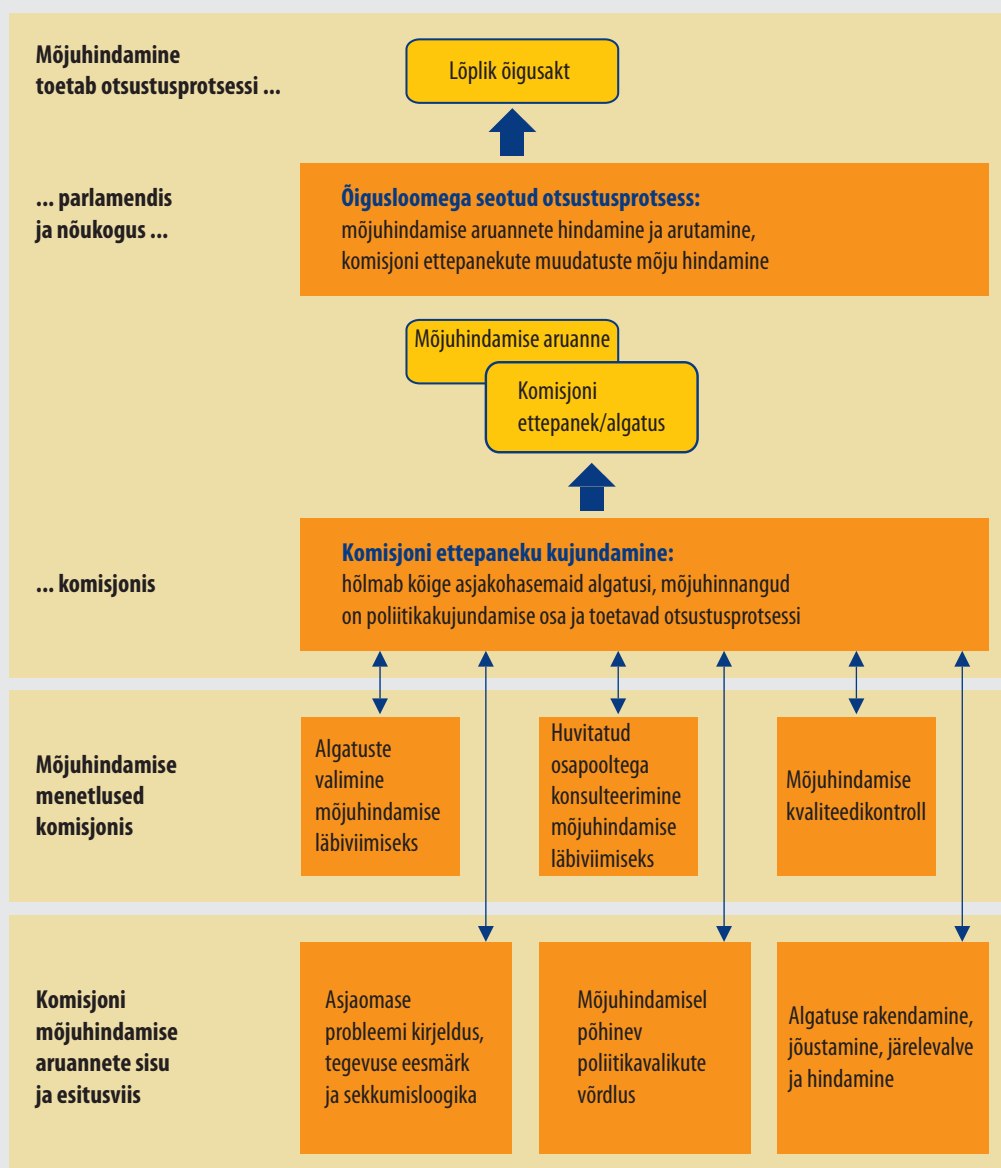 Mõjuhindamine
toetab otsustusprotsessi ...
Lõplik õigusakt
... parlamendis
ja nõukogus ...
Õigusloomega seotud otsustusprotsess:
mõjuhindamise aruannete hindamine ja arutamine,
komisjoni ettepanekute muudatuste mõju hindamine
Mõjuhindamise aruanne
Komisjoni
ettepanek/algatus
... komisjonis
Komisjoni ettepaneku kujundamine:
hõlmab kõige asjakohasemaid algatusi, mõjuhinnangud
on poliitikakujundamise osa ja toetavad otsustusprotsessi
Mõjuhindamise
menetlused
komisjonis
Algatuste
valimine
mõjuhindamise
läbiviimiseks
Huvitatud
osapooltega
konsulteerimine
mõjuhindamise
läbiviimiseks
Mõjuhindamise
kvaliteedikontroll
Komisjoni
mõjuhindamise
aruannete sisu
ja esitusviis
Asjaomase
probleemi kirjeldus,
tegevuse eesmärk
ja sekkumisloogika
Mõjuhindamisel
põhinev
poliitikavalikute
võrdlus
Algatuse rakendamine,
jõustamine, järelevalve
ja hindamine